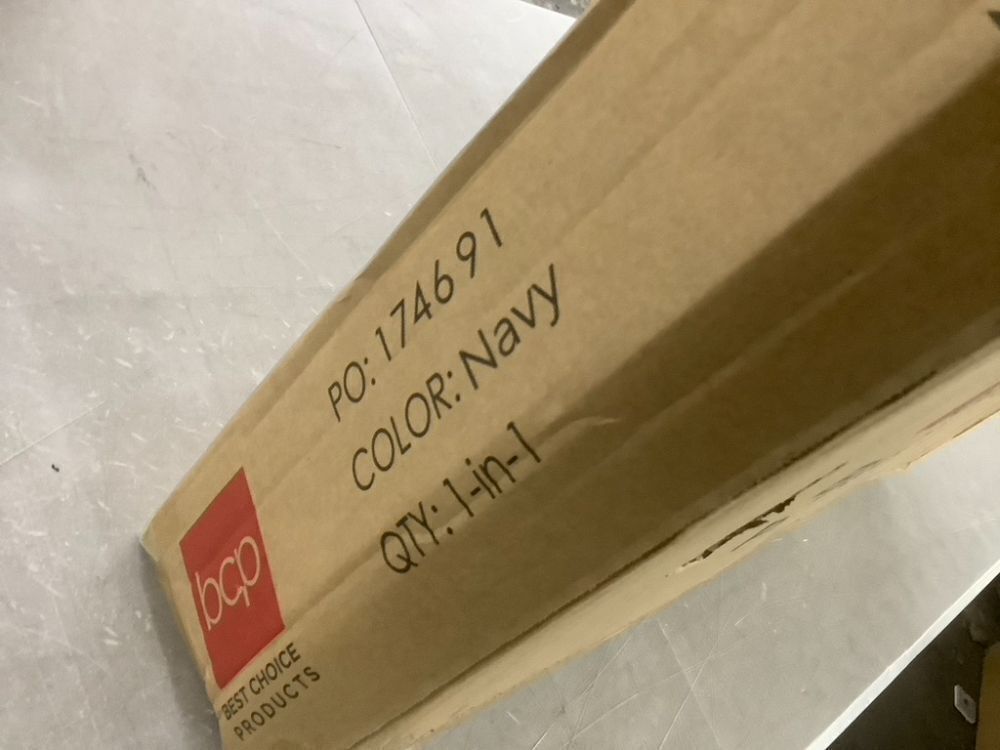 PO: 174691
COLOR: Navy
QTY: 1-in-1
bcp
BEST CHOICE
PRODUCTS